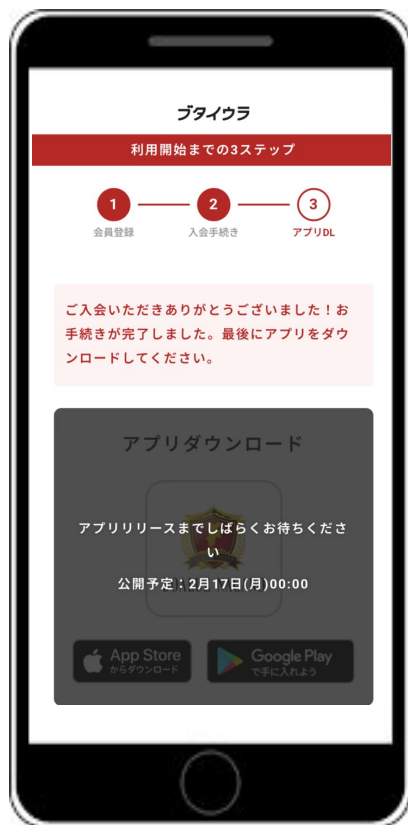 ブタイウラ
利用開始までの3ステップ
1
2
3
会員登録
入会手続き
アプリDL
ご入会いただきありがとうございました！お
手続きが完了しました。最後にアプリをダウ
ンロードしてください。
アプリダウンロード
アプリリリースまでしばらくお待ちくださ
い
公開予定：2月17日(月)00:00
App Store
からダウンロード
Google Play
で手に入れよう